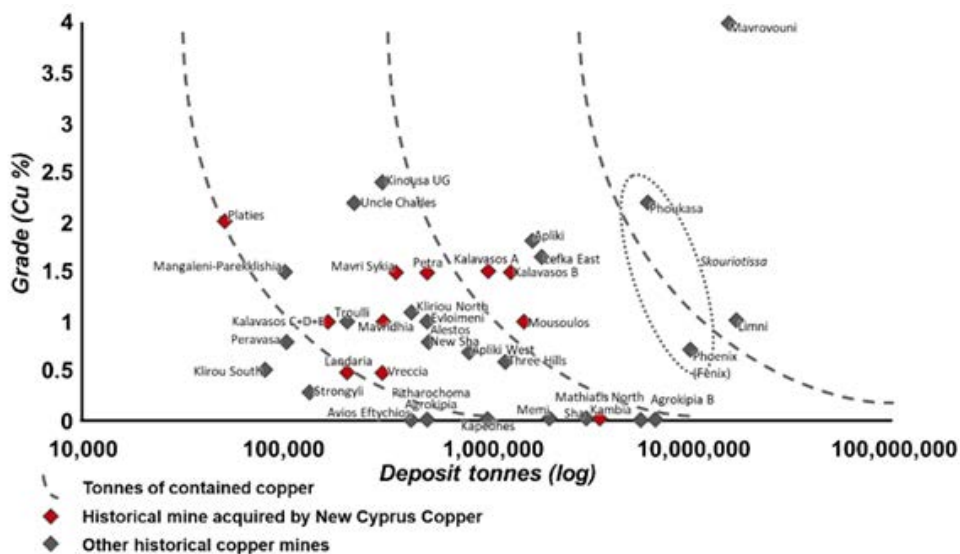 4
Mavrovouni
3.5
3
2.5
Kinousa UG
Uncle Charles
Phoukasa
2
Platies
Apliki
Lefka East
Mangaleni-Parekklishia
Mavri Sykia
Petra
Kalavasos A
Kalavasos B
Skouriotissa
1.5
Kliriou North
Troulli
Kalavasos C+D+E
Mavridhia
Evloimeni
Mousoulos
Limni
1
Alestos
Peravasa
New Sha
Apliki West
Three Hills
Phoenix
(Fenix)
Klirou South
Landaria
Vreccia
0.5
Strongyli
Ritharochoma
Agrokipia
Mathiatis North
Agrokipia B
Avios Eftychios
Kapedhes
Memi
Sha
Kambia
0
Grade (Cu %)
10,000
100,000
1,000,000
10,000,000
100,000,000
Deposit tonnes (log)
Tonnes of contained copper
Historical mine acquired by New Cyprus Copper
Other historical copper mines